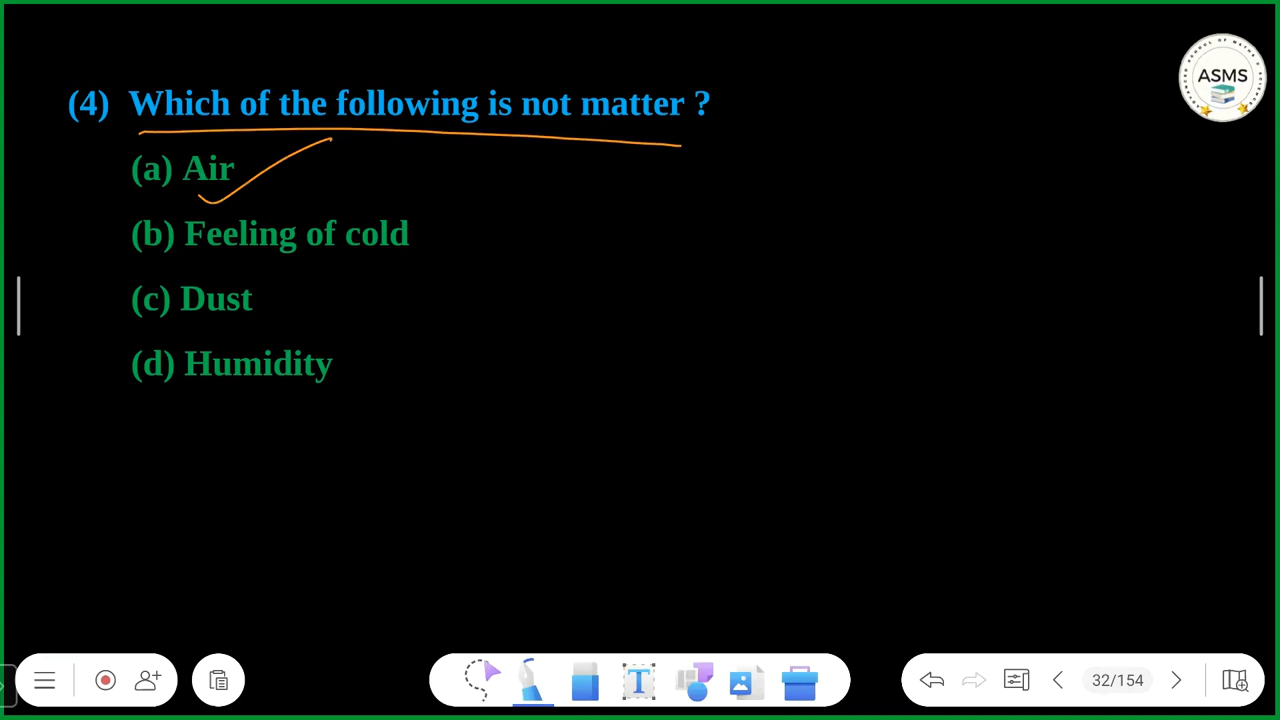 (4) Which of the following is not matter ?
(a) Air
(b) Feeling of cold
(c) Dust
(d) Humidity
ASMS
32/154